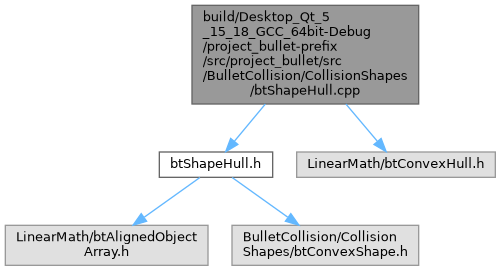 build/Desktop_Qt_5
_15_18_GCC_64bit-Debug
/project_bullet-prefix
/src/project_bullet/src
/BulletCollision/CollisionShapes
/btShapeHull.cpp
btShapeHull.h
LinearMath/btConvexHull.h
LinearMath/btAlignedObject
Array.h
BulletCollision/Collision
Shapes/btConvexShape.h